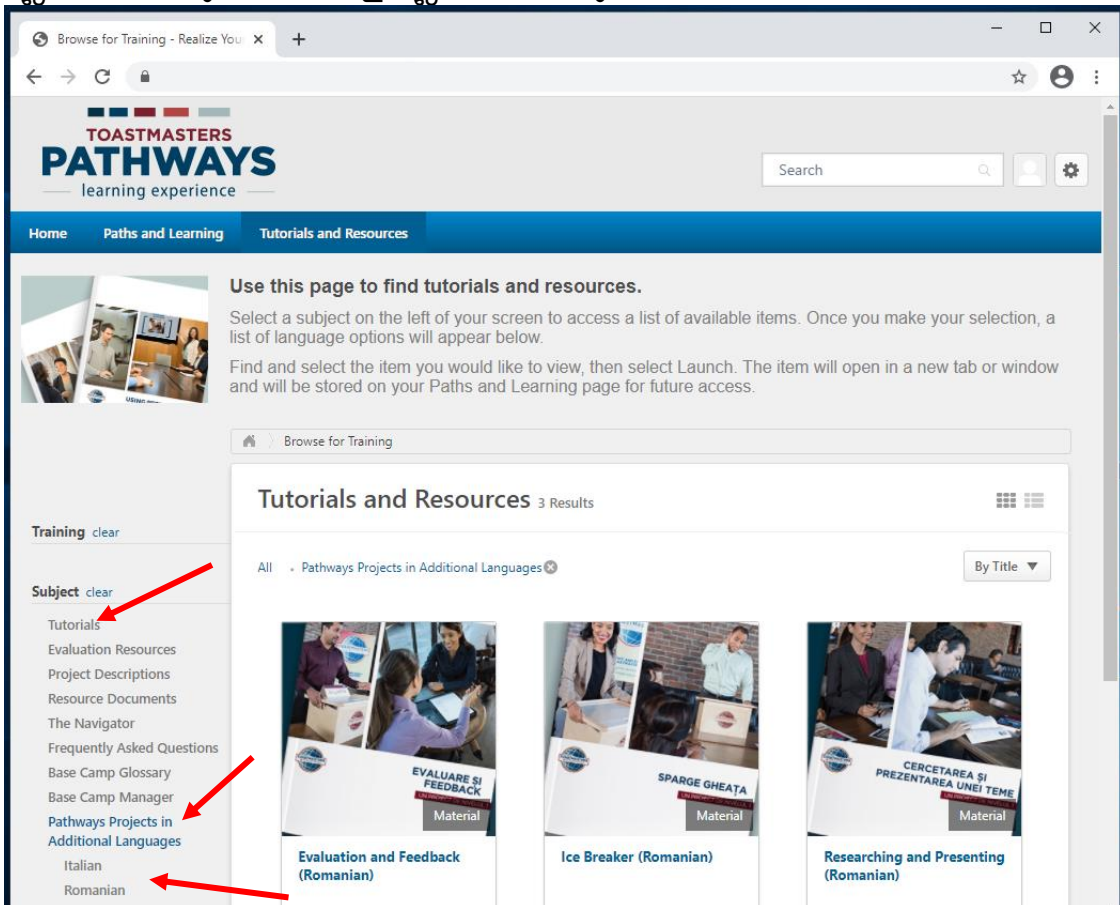 Browse for Training - Realize You
TOASTMASTERS
PATHWAYS
learning experience
Search
Home Paths and Learning Tutorials and Resources
Use this page to find tutorials and resources.
Select a subject on the left of your screen to access a list of available items. Once you make your selection, a
list of language options will appear below.
Find and select the item you would like to view, then select Launch. The item will open in a new tab or window
and will be stored on your Paths and Learning page for future access.
Browse for Training
Tutorials and Resources 3 Results
Training clear
All • Pathways Projects in Additional Languages
By Title
Subject clear
Tutorials
Evaluation Resources
Project Descriptions
Resource Documents
The Navigator
Frequently Asked Questions
Base Camp Glossary
Base Camp Manager
Pathways Projects in
Additional Languages
Italian
Romanian
EVALUARE ȘI
FEEDBACK
Material
Evaluation and Feedback
(Romanian)
SPARGE GHEAȚA
Material
Ice Breaker (Romanian)
CERCETAREA ȘI
PREZENTAREA UNEI TEME
Material
Researching and Presenting
(Romanian)